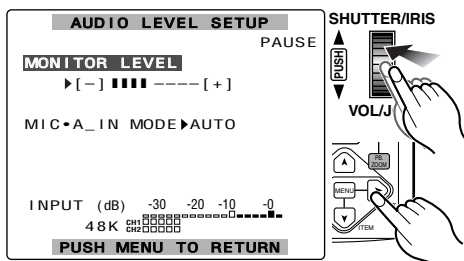 AUDIO LEVEL SETUP
PAUSE
MONITOR LEVEL
[–] ----[+]
MIC•A_IN MODE▶AUTO
INPUT (dB) -30 -20 -10 -0
48K CH1
CH2
PUSH MENU TO RETURN
SHUTTER/IRIS
PUSH
VOL/J
P.B. ZOOM
MENU
ITEM